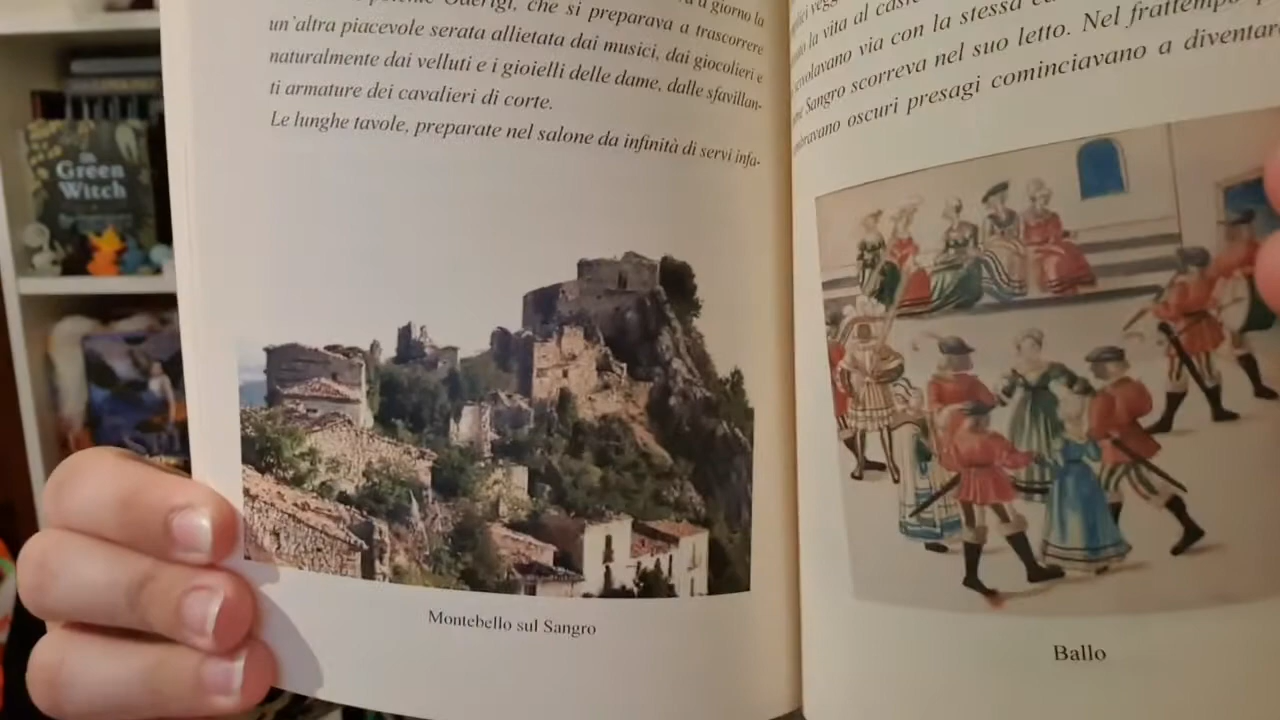 che si preparava a trascorrere
un'altra piacevole serata allietata dai musici, dai giocolieri e
naturalmente dai velluti e i gioielli delle dame, dalle sfavillan-
ti armature dei cavalieri di corte.
Le lunghe tavole, preparate nel salone da infinità di servi infa-
Montebello sul Sangro
la vita al
via con la stessa
Sangro scorreva nel suo letto. Nel frattempo
oscuri presagi cominciavano a diventar
Ballo
Green
Witch